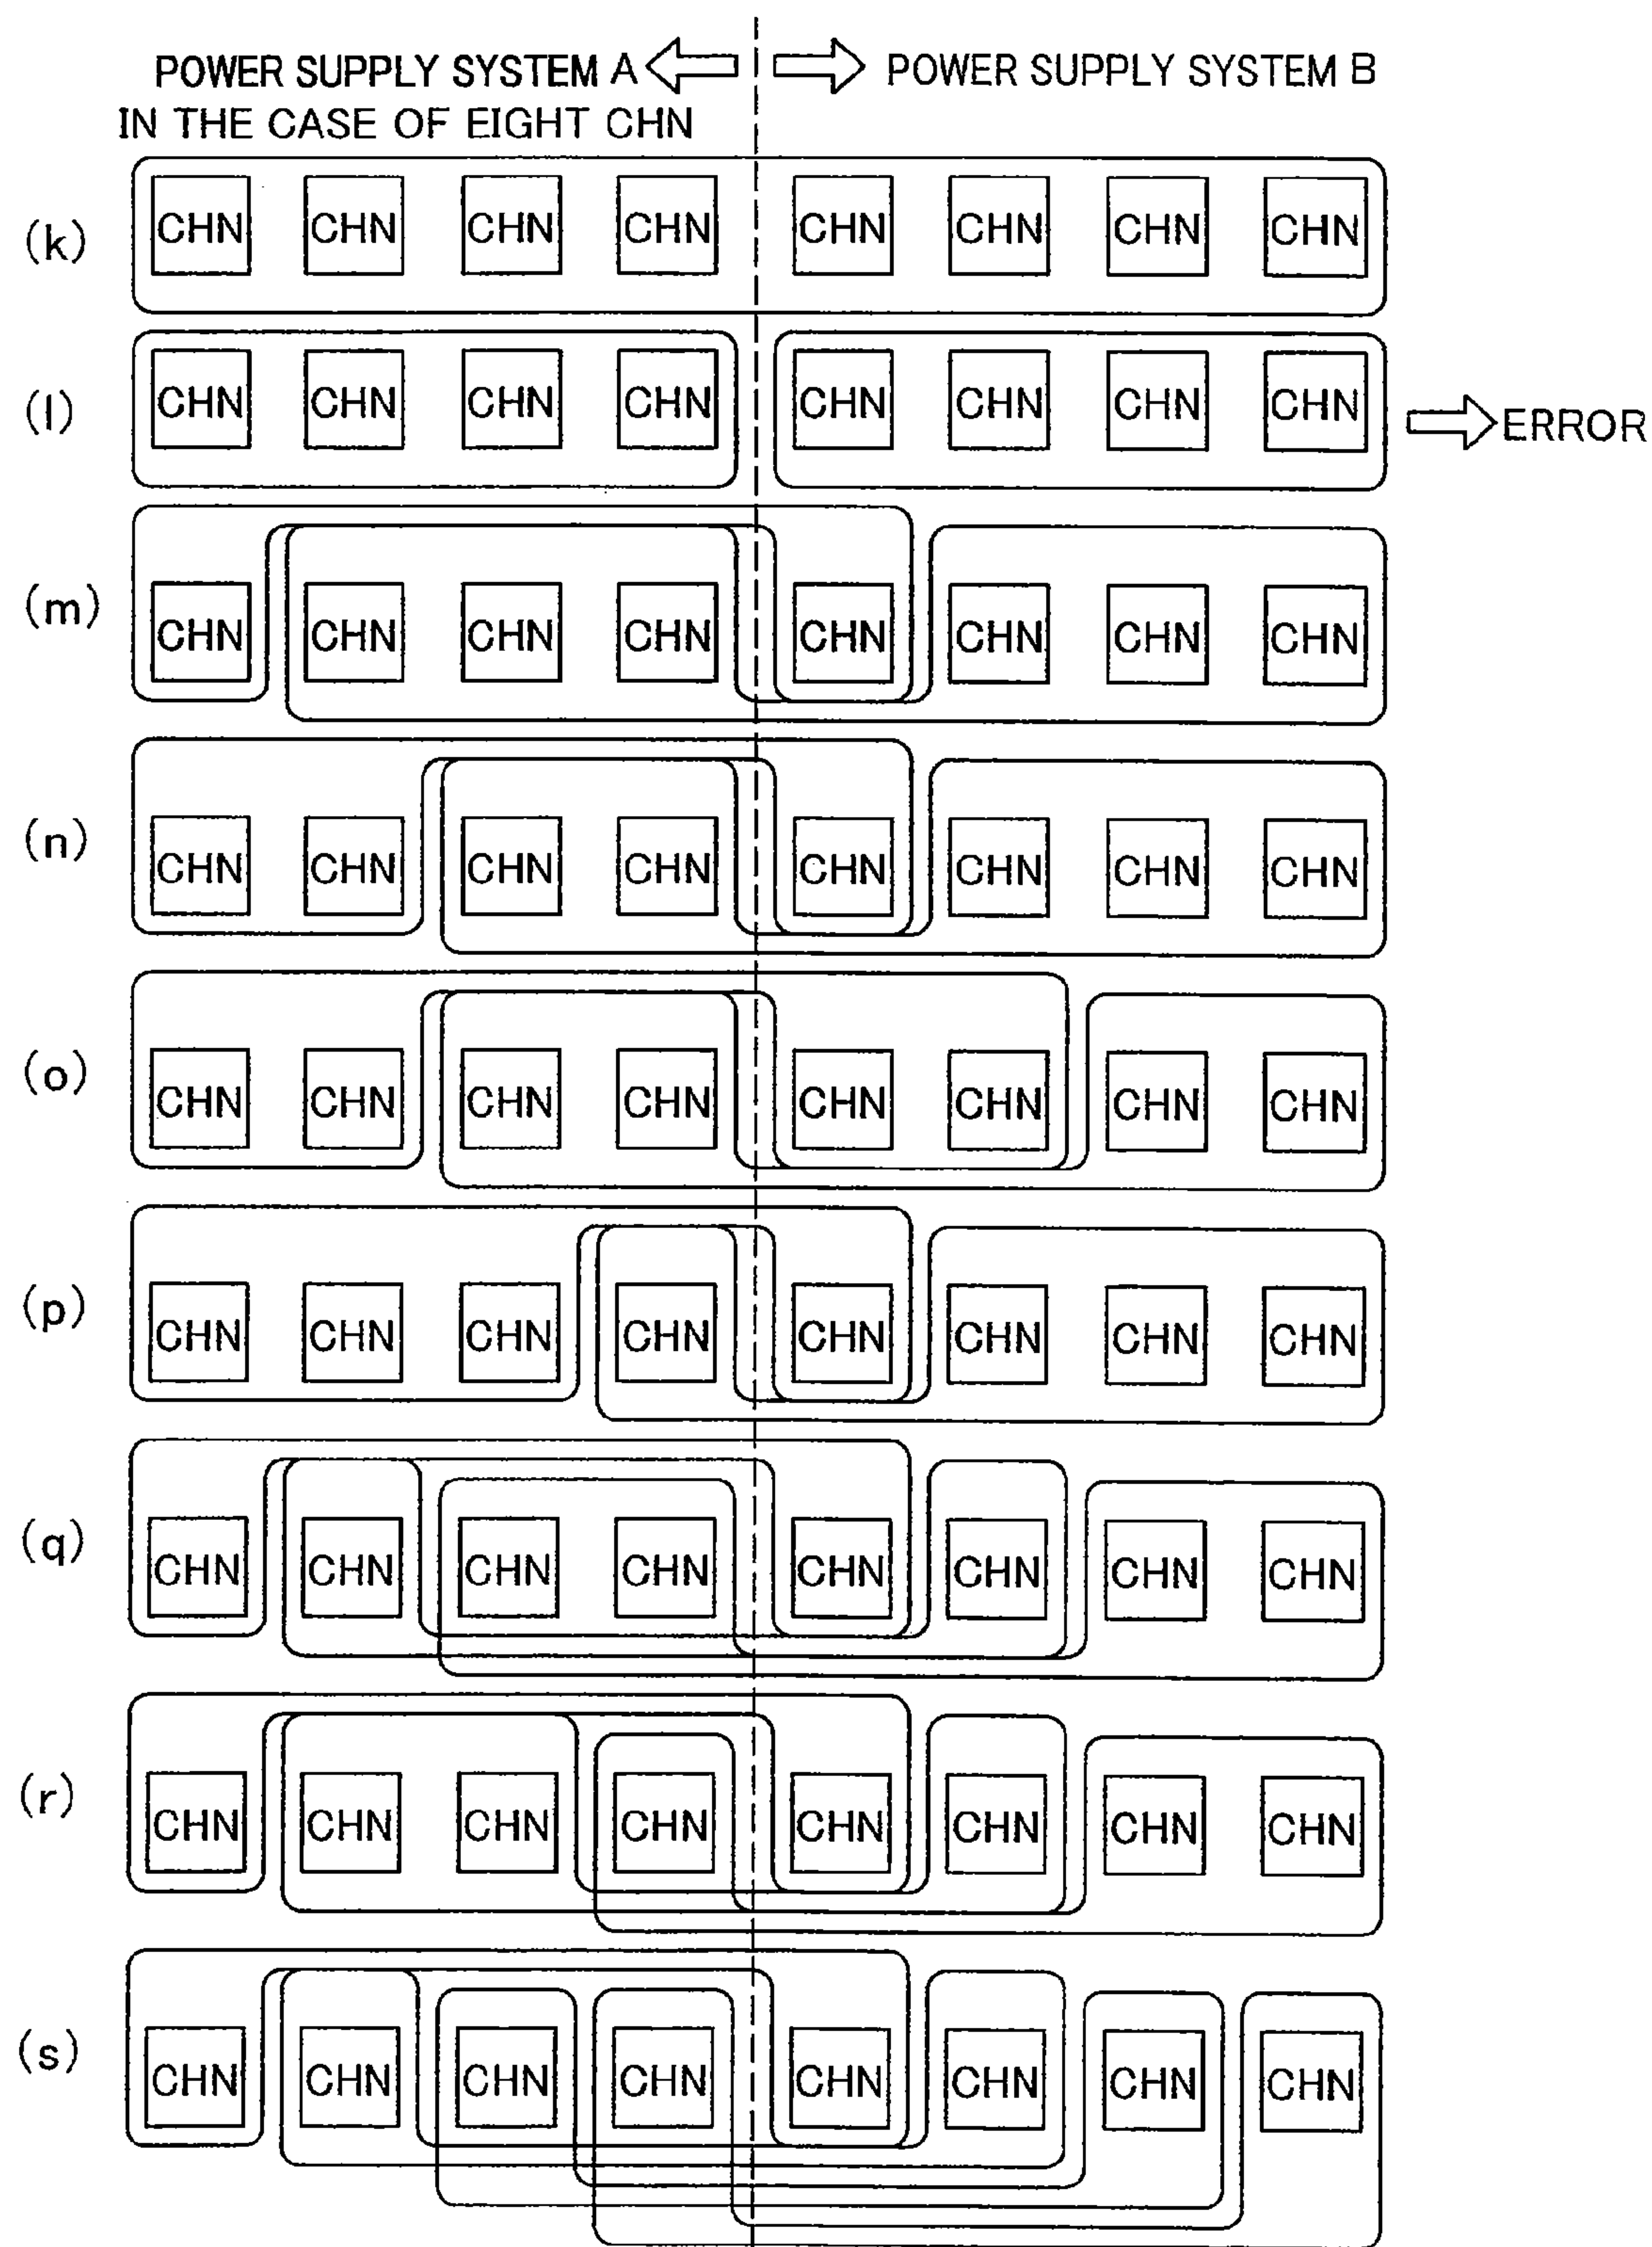 POWER SUPPLY SYSTEM A POWER SUPPLY SYSTEM B
IN THE CASE OF EIGHT CHN
(k) CHN CHN CHN CHN CHN CHN CHN CHN
(l) CHN CHN CHN CHN CHN CHN CHN CHN ERROR
(m) CHN CHN CHN CHN CHN CHN CHN CHN
(n) CHN CHN CHN CHN CHN CHN CHN CHN
(o) CHN CHN CHN CHN CHN CHN CHN CHN
(p) CHN CHN CHN CHN CHN CHN CHN CHN
(q) CHN CHN CHN CHN CHN CHN CHN CHN
(r) CHN CHN CHN CHN CHN CHN CHN CHN
(s) CHN CHN CHN CHN CHN CHN CHN CHN